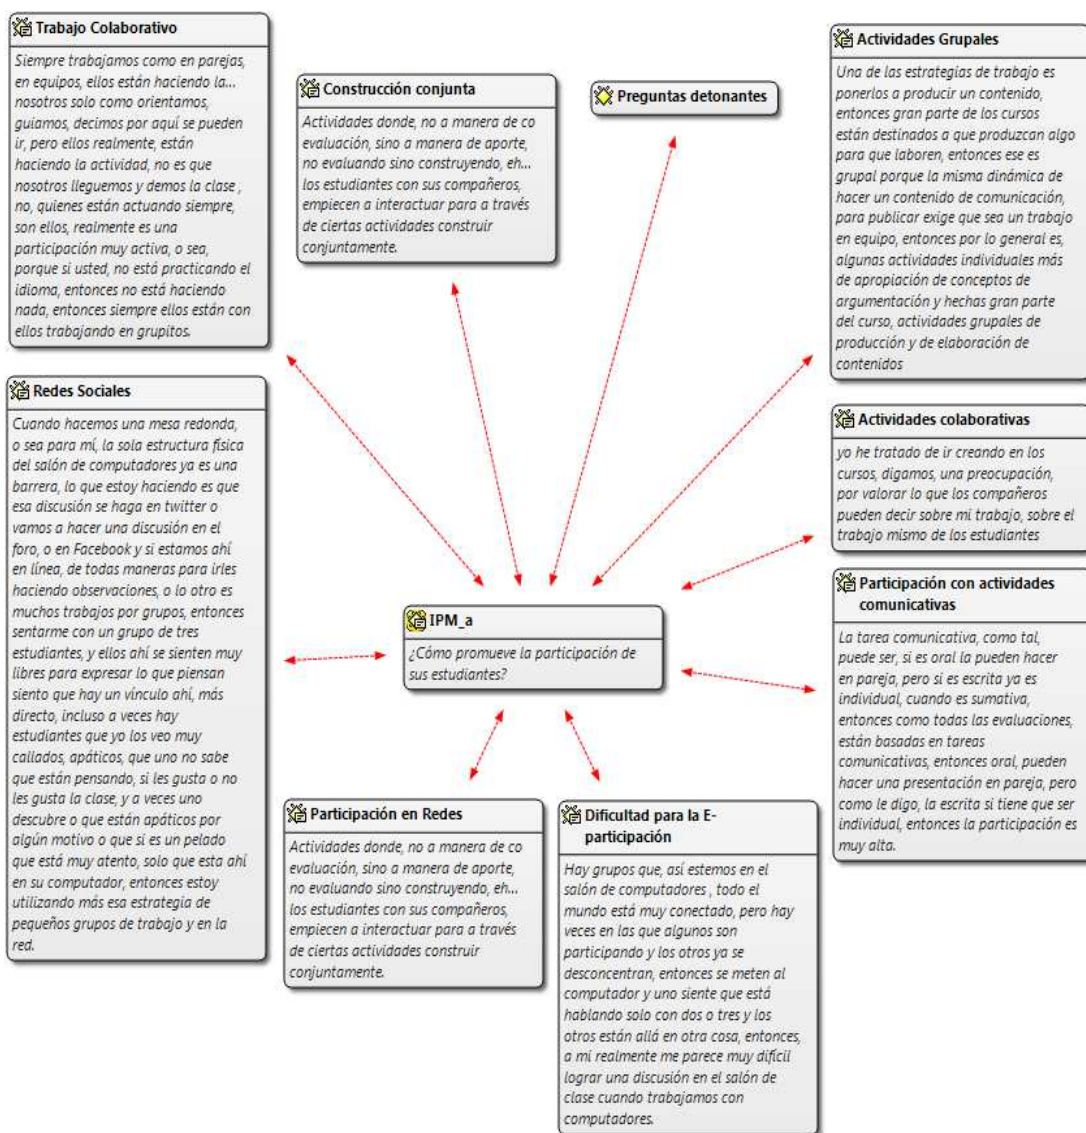 Trabajo Colaborativo
Siempre trabajamos como en parejas,
en equipos, ellos están haciendo la...
nosotros solo como orientamos,
guiamos, decimos por aquí se pueden
ir, pero ellos realmente, están
haciendo la actividad, no es que
nosotros lleguemos y demos la clase ,
no, quienes están actuando siempre,
son ellos, realmente es una
participación muy activa, o sea,
porque si usted, no está practicando el
idioma, entonces no está haciendo
nada, entonces siempre ellos están con
ellos trabajando en grupitos.
Construcción conjunta
Actividades donde, no a manera de co
evaluación, sino a manera de aporte,
no evaluando sino construyendo, eh...
los estudiantes con sus compañeros,
empiecen a interactuar para a través
de ciertas actividades construir
conjuntamente.
Preguntas detonantes
Actividades Grupales
Una de las estrategias de trabajo es
ponerlos a producir un contenido,
entonces gran parte de los cursos
están destinados a que produzcan algo
para que laboren, entonces ese es
grupal porque la misma dinámica de
hacer un contenido de comunicación,
para publicar exige que sea un trabajo
en equipo, entonces por lo general es,
algunas actividades individuales más
de apropiación de conceptos de
argumentación y hechas gran parte
del curso, actividades grupales de
producción y de elaboración de
contenidos
Redes Sociales
Cuando hacemos una mesa redonda,
o sea para mí, la sola estructura física
del salón de computadores ya es una
barrera, lo que estoy haciendo es que
esa discusión se haga en twitter o
vamos a hacer una discusión en el
foro, o en Facebook y si estamos ahí
en línea, de todas maneras para irles
haciendo observaciones, o lo otro es
muchos trabajos por grupos, entonces
sentarme con un grupo de tres
estudiantes, y ellos ahí se sienten muy
libres para expresar lo que piensan
siento que hay un vínculo ahí, más
directo, incluso a veces hay
estudiantes que yo los veo muy
callados, apáticos, que uno no sabe
que están pensando, si les gusta o no
les gusta la clase, y a veces uno
descubre o que están apáticos por
algún motivo o que si es un pelado
que está muy atento, solo que esta ahí
en su computador, entonces estoy
utilizando más esa estrategia de
pequeños grupos de trabajo y en la
red.
Actividades colaborativas
yo he tratado de ir creando en los
cursos, digamos, una preocupación,
por valorar lo que los compañeros
pueden decir sobre mi trabajo, sobre el
trabajo mismo de los estudiantes
IPM_a
¿Cómo promueve la participación de
sus estudiantes?
Participación con actividades
comunicativas
La tarea comunicativa, como tal,
puede ser, si es oral la pueden hacer
en pareja, pero si es escrita ya es
individual, cuando es sumativa,
entonces como todas las evaluaciones,
están basadas en tareas
comunicativas, entonces oral, pueden
hacer una presentación en pareja, pero
como le digo, la escrita si tiene que ser
individual, entonces la participación es
muy alta.
Participación en Redes
Actividades donde, no a manera de co
evaluación, sino a manera de aporte,
no evaluando sino construyendo, eh...
los estudiantes con sus compañeros,
empiecen a interactuar para a través
de ciertas actividades construir
conjuntamente.
Dificultad para la E-
participación
Hay grupos que, así estemos en el
salón de computadores , todo el
mundo está muy conectado, pero hay
veces en las que algunos son
participando y los otros ya se
desconcentran, entonces se meten al
computador y uno siente que está
hablando solo con dos o tres y los
otros están allá en otra cosa, entonces,
a mi realmente me parece muy difícil
lograr una discusión en el salón de
clase cuando trabajamos con
computadores.